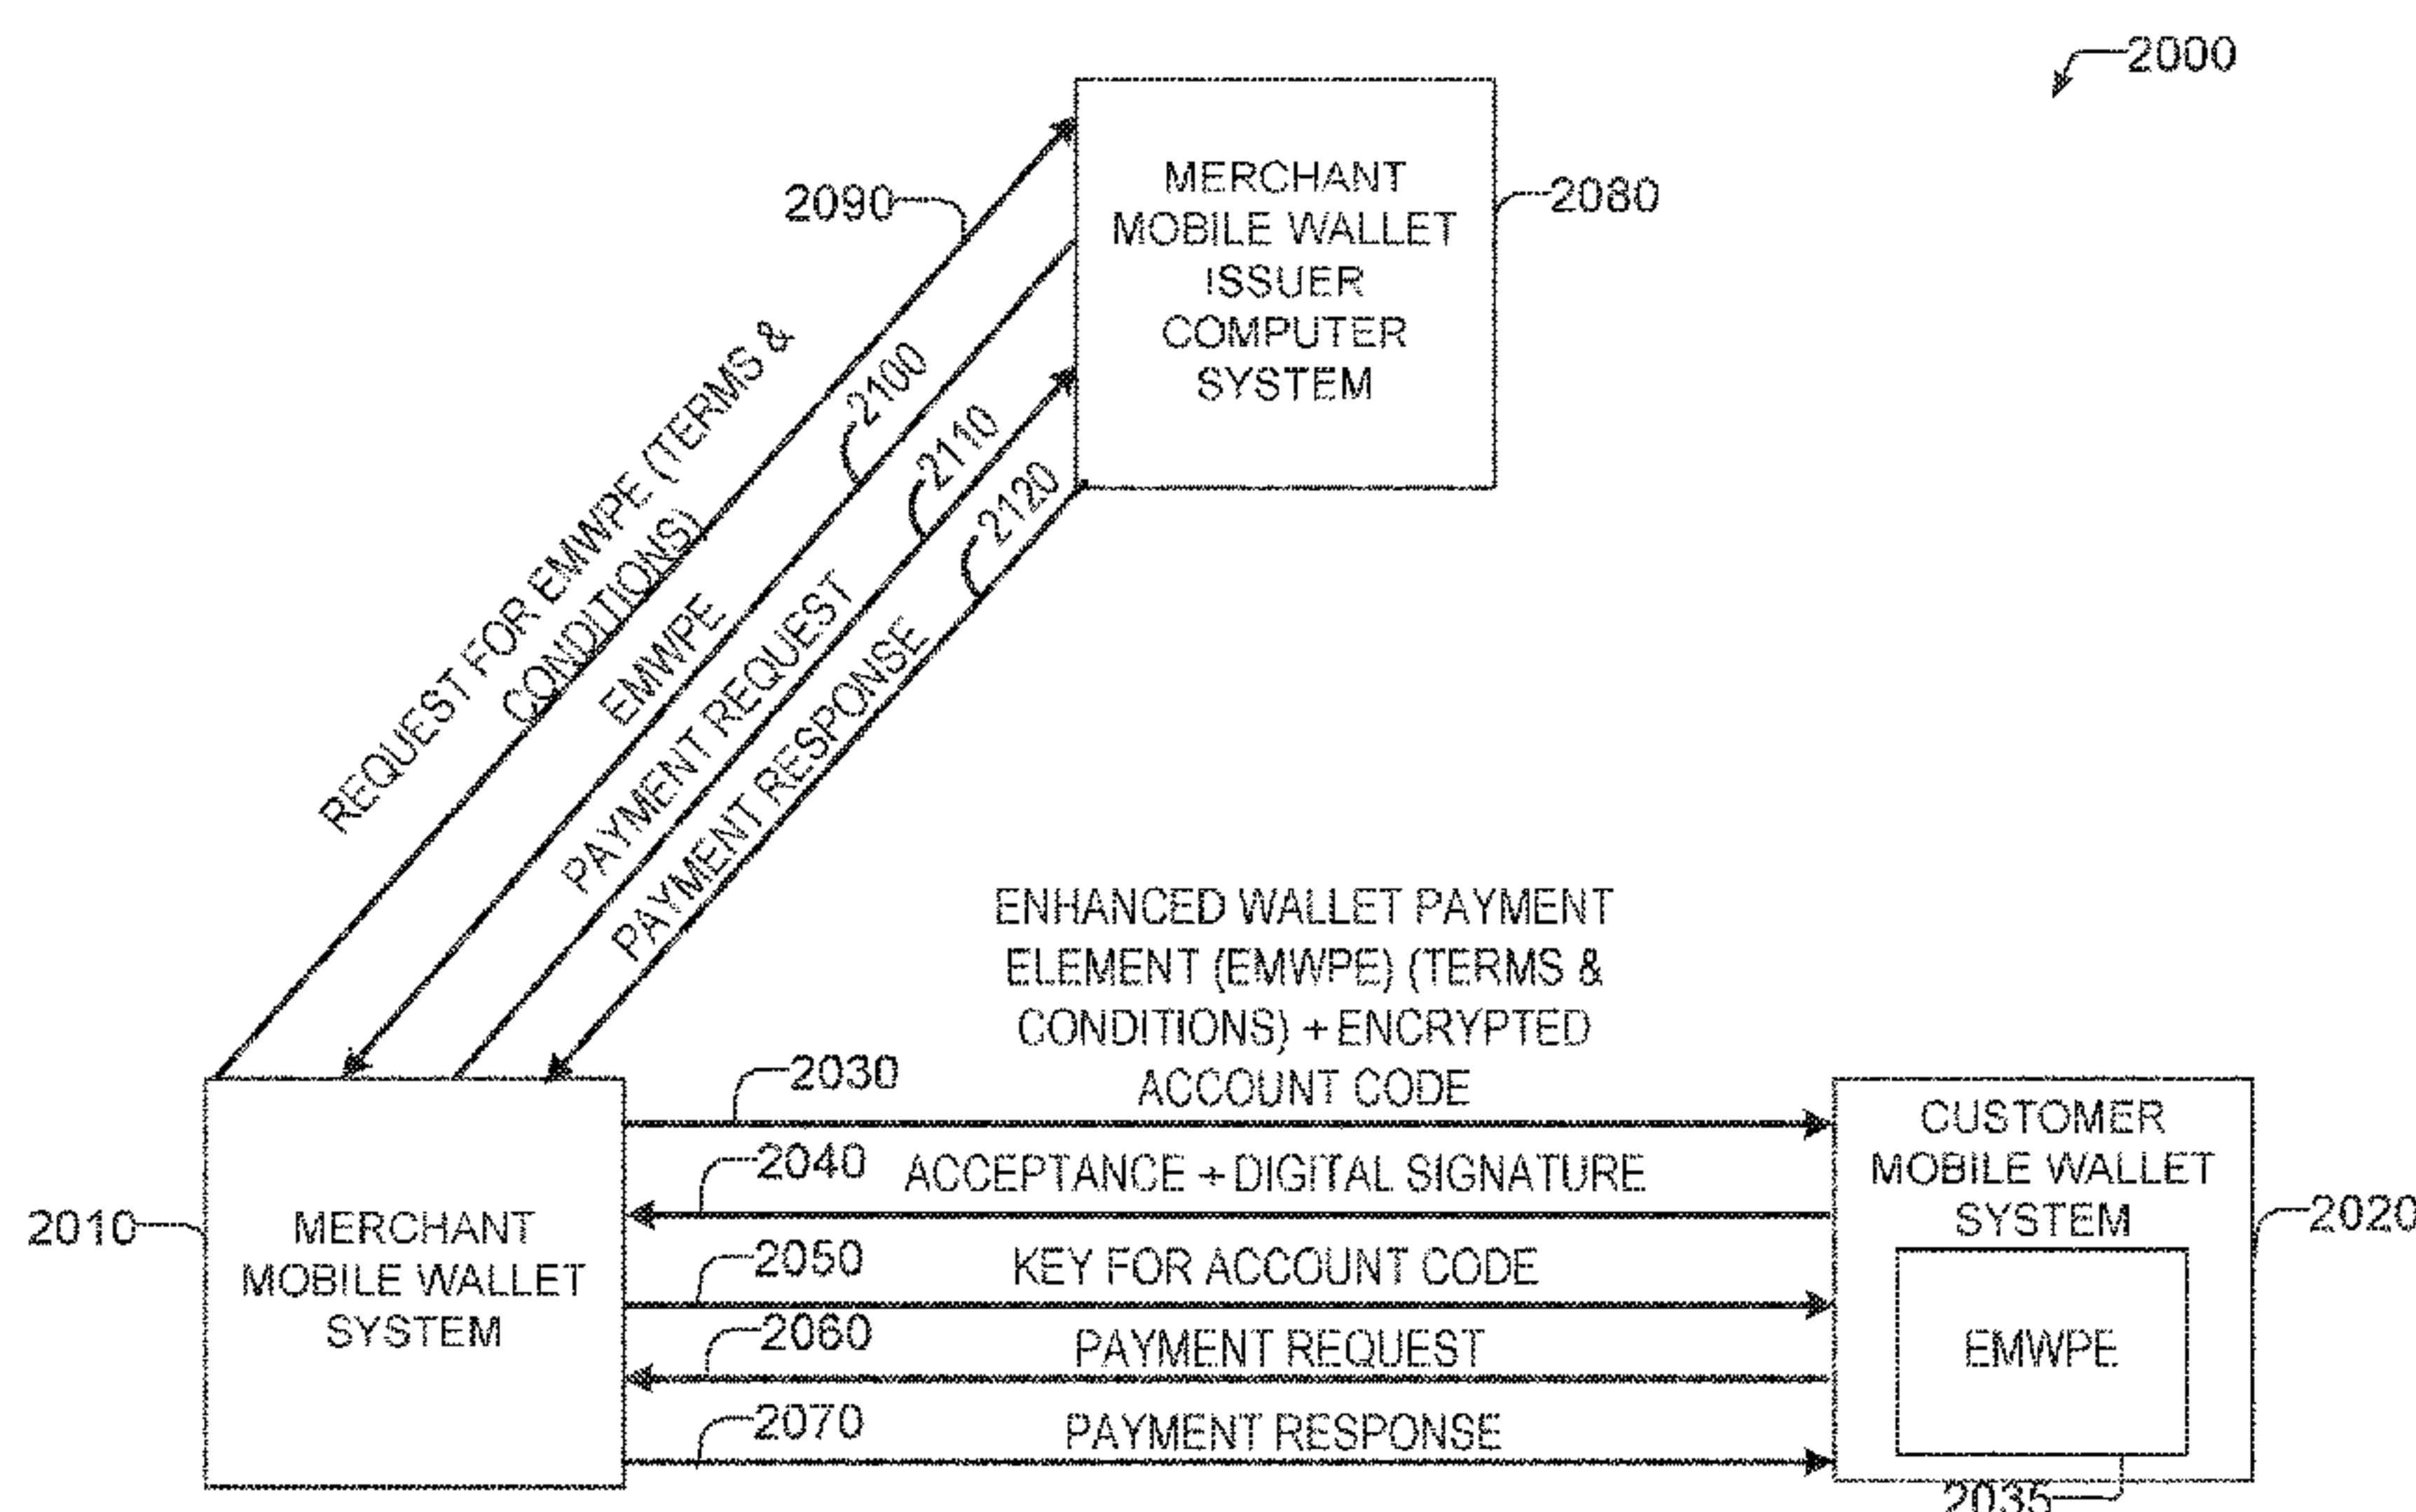 2000
MERCHANT
MOBILE WALLET
ISSUER
COMPUTER
SYSTEM
2080
2090
2100
2110
2120
REQUEST FOR EMWPE (TERMS &
CONDITIONS)
EMWPE
PAYMENT REQUEST
PAYMENT RESPONSE
ENHANCED WALLET PAYMENT
ELEMENT (EMWPE) (TERMS &
CONDITIONS) + ENCRYPTED
ACCOUNT CODE
2030
2040
ACCEPTANCE + DIGITAL SIGNATURE
2050
KEY FOR ACCOUNT CODE
2060
PAYMENT REQUEST
2070
PAYMENT RESPONSE
2010
MERCHANT
MOBILE WALLET
SYSTEM
CUSTOMER
MOBILE WALLET
SYSTEM
2020
EMWPE
2035